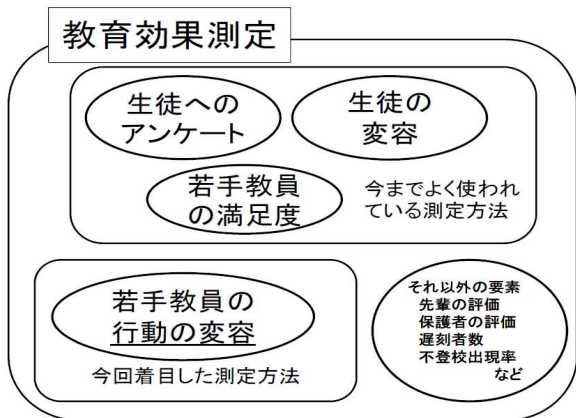 教育効果測定
生徒への
アンケート
生徒の
変容
若手教員
の満足度
今までよく使われ
ている測定方法
若手教員の
行動の変容
今回着目した測定方法
それ以外の要素
先輩の評価
保護者の評価
遅刻者数
不登校出現率
など